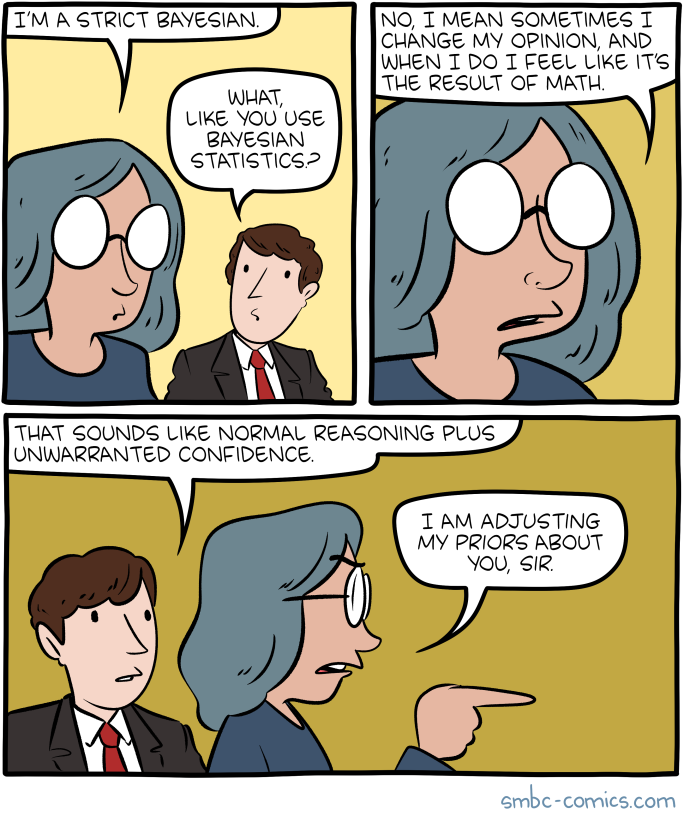 I'M A STRICT BAYESIAN.
WHAT,
LIKE YOU USE
BAYESIAN
STATISTICS?
NO, I MEAN SOMETIMES I
CHANGE MY OPINION, AND
WHEN I DO I FEEL LIKE IT'S
THE RESULT OF MATH.
THAT SOUNDS LIKE NORMAL REASONING PLUS
UNWARRANTED CONFIDENCE.
I AM ADJUSTING
MY PRIORS ABOUT
YOU, SIR.
smbc-comics.com